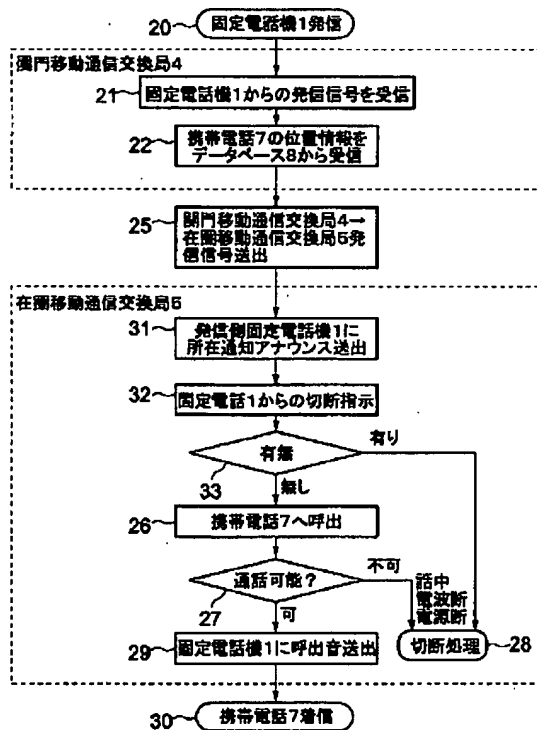 20
固定電話機1発信
関門移動通信交換局4
21
固定電話機1からの発信信号を受信
22
携帯電話7の位置情報を
データベース8から受信
25
関門移動通信交換局4→
在圏移動通信交換局5発
信信号送出
在圏移動通信交換局5
31
発信側固定電話機1に
所在通知アナウンス送出
32
固定電話1からの切断指示
有無
有り
33
無し
26
携帯電話7へ呼出
通話可能?
不可
27
可
話中
電波断
電源断
29
固定電話機1に呼出音送出
切断処理
28
30
携帯電話7着信